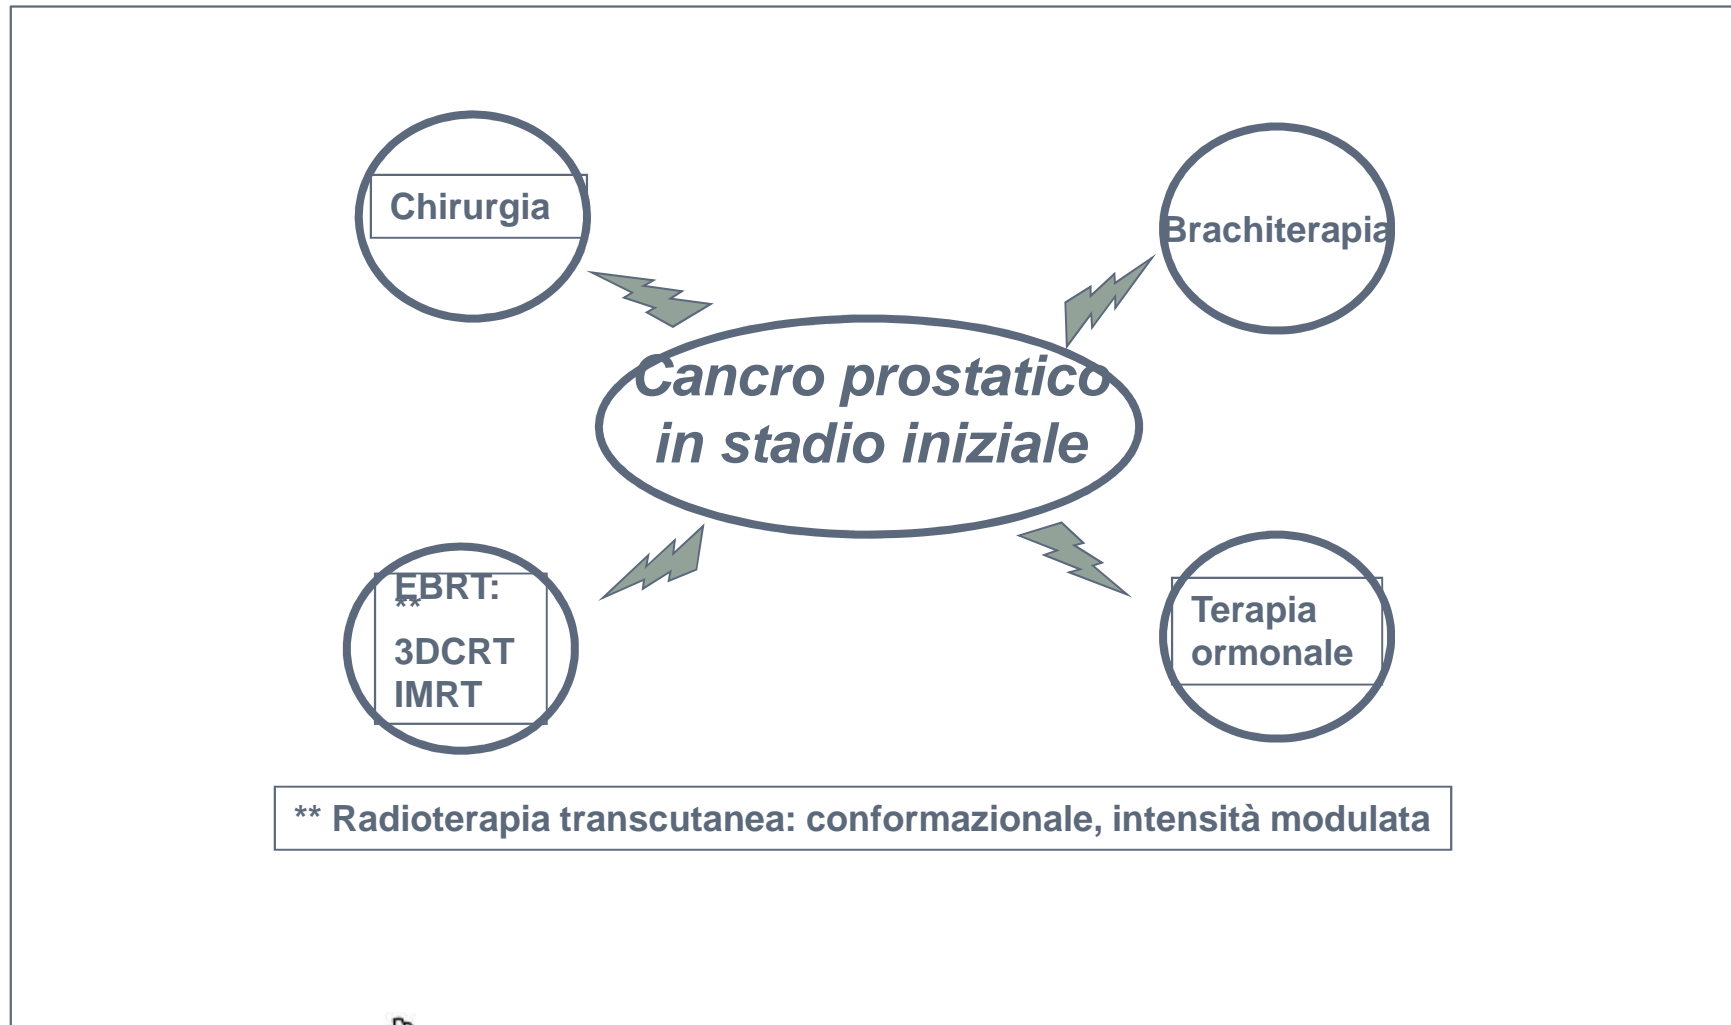 Chirurgia
Brachiterapia
Cancro prostatico
in stadio iniziale
EBRT:
**
3DCRT
IMRT
Terapia
ormonale
** Radioterapia transcutanea: conformazionale, intensità modulata